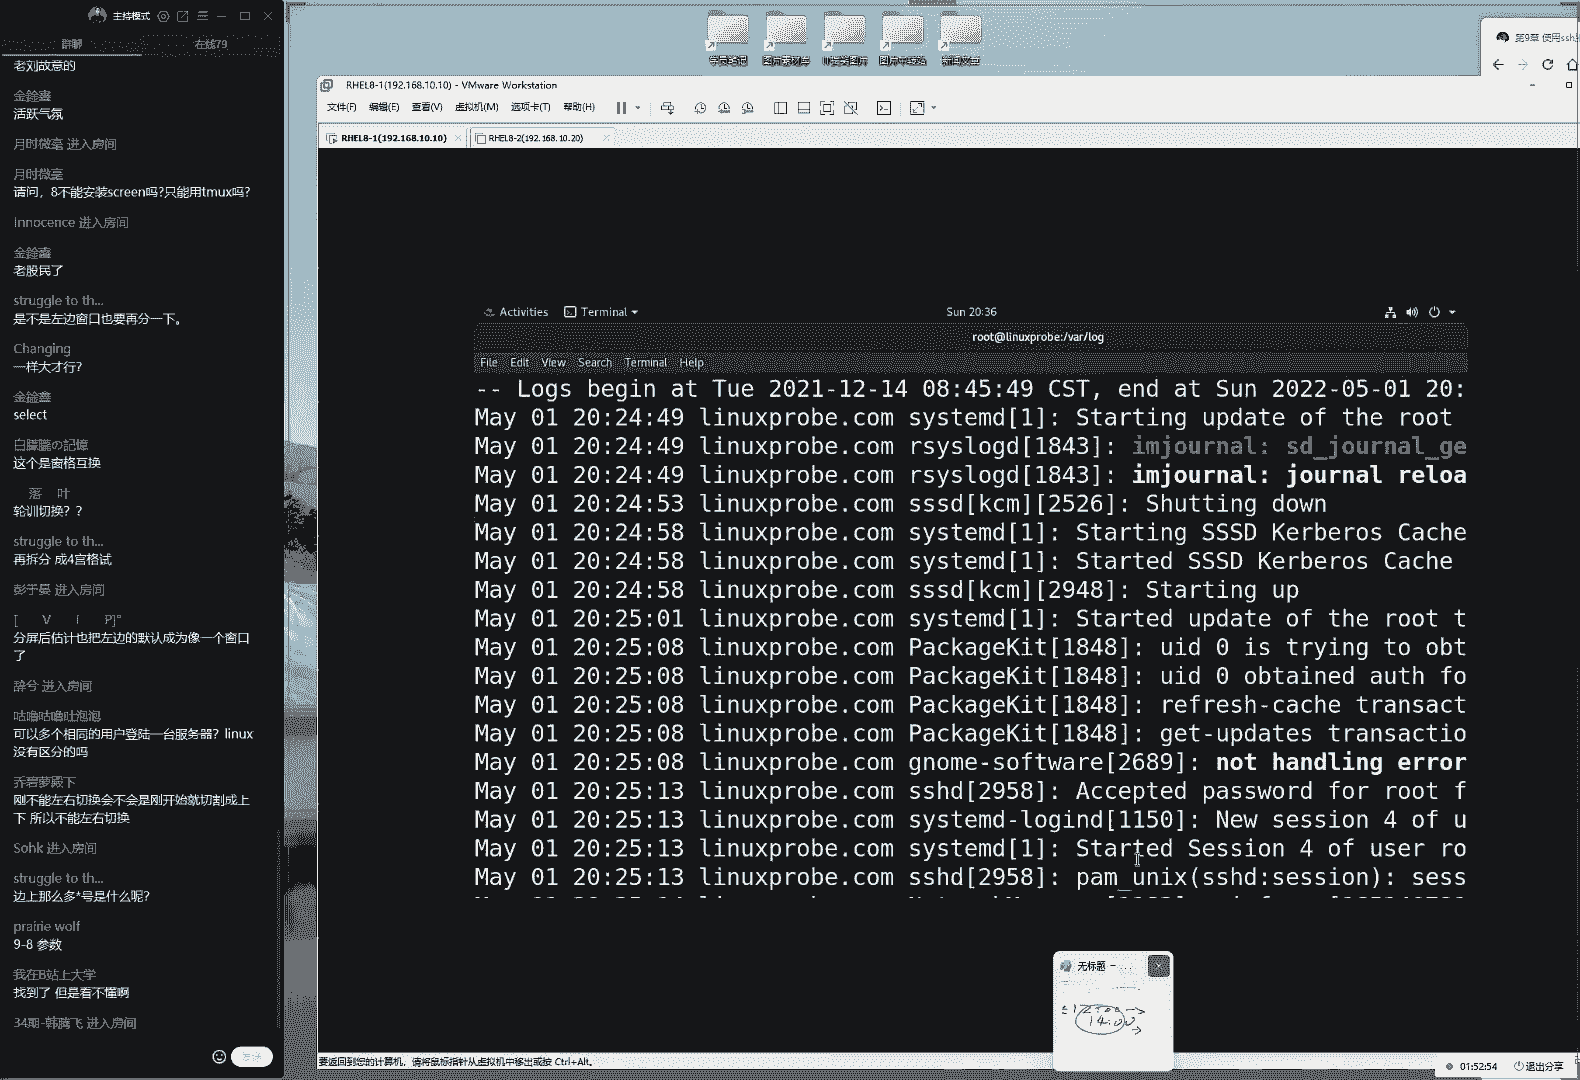 主持模式
群聊
在线79
老刘故意的
金鎓鑫
活跃气氛
月时微毫 进入房间
月时微毫
请问，8不能安装screen吗?只能用tmux吗?
Innocence 进入房间
金鎓鑫
老股民了
struggle to th...
是不是左边窗口也要再分一下。
Changing
一样大才行?
金鎓鑫
select
白朦朧の記憶
这个是窗格互换
落 叶
轮训切换？？
struggle to th...
再拆分 成4宫格试
彭于晏 进入房间
分屏后估计也把左边的默认成为像一个窗口
了
辞兮 进入房间
咕噜咕噜吐泡泡
可以多个相同的用户登陆一台服务器？linux
没有区分的吗
乔碧萝殿下
刚不能左右切换会不会是刚开始就切割成上
下 所以不能左右切换
Sohk 进入房间
struggle to th...
边上那么多*号是什么呢?
prairie wolf
9-8 参数
我在B站上大学
找到了 但是看不懂啊
34期-韩腾飞 进入房间
发送
第9章 使用ssh
RHEL8-1(192.168.10.10) - VMware Workstation
文件(F) 编辑(E) 查看(V) 虚拟机(M) 选项卡(T) 帮助(H)
RHEL8-1(192.168.10.10)
RHEL8-2(192.168.10.20)
Activities Terminal Sun 20:36
root@linuxprobe:/var/log
File Edit View Search Terminal Help
-- Logs begin at Tue 2021-12-14 08:45:49 CST, end at Sun 2022-05-01 20:
May 01 20:24:49 linuxprobe.com systemd[1]: Starting update of the root
May 01 20:24:49 linuxprobe.com rsyslogd[1843]: imjournal: sd_journal_ge
May 01 20:24:49 linuxprobe.com rsyslogd[1843]: imjournal: journal reloa
May 01 20:24:53 linuxprobe.com sssd[kcm][2526]: Shutting down
May 01 20:24:58 linuxprobe.com systemd[1]: Starting SSSD Kerberos Cache
May 01 20:24:58 linuxprobe.com systemd[1]: Started SSSD Kerberos Cache
May 01 20:24:58 linuxprobe.com sssd[kcm][2948]: Starting up
May 01 20:25:01 linuxprobe.com systemd[1]: Started update of the root t
May 01 20:25:08 linuxprobe.com PackageKit[1848]: uid 0 is trying to obt
May 01 20:25:08 linuxprobe.com PackageKit[1848]: uid 0 obtained auth fo
May 01 20:25:08 linuxprobe.com PackageKit[1848]: refresh-cache transact
May 01 20:25:08 linuxprobe.com PackageKit[1848]: get-updates transactio
May 01 20:25:08 linuxprobe.com gnome-software[2689]: not handling error
May 01 20:25:13 linuxprobe.com sshd[2958]: Accepted password for root f
May 01 20:25:13 linuxprobe.com systemd-logind[1150]: New session 4 of u
May 01 20:25:13 linuxprobe.com systemd[1]: Started Session 4 of user ro
May 01 20:25:13 linuxprobe.com sshd[2958]: pam_unix(sshd:session): sess
无标题 - ...
14:00
要返回到您的计算机，请将鼠标指针从虚拟机中移出或按 Ctrl+Alt。
01:52:54
退出分享